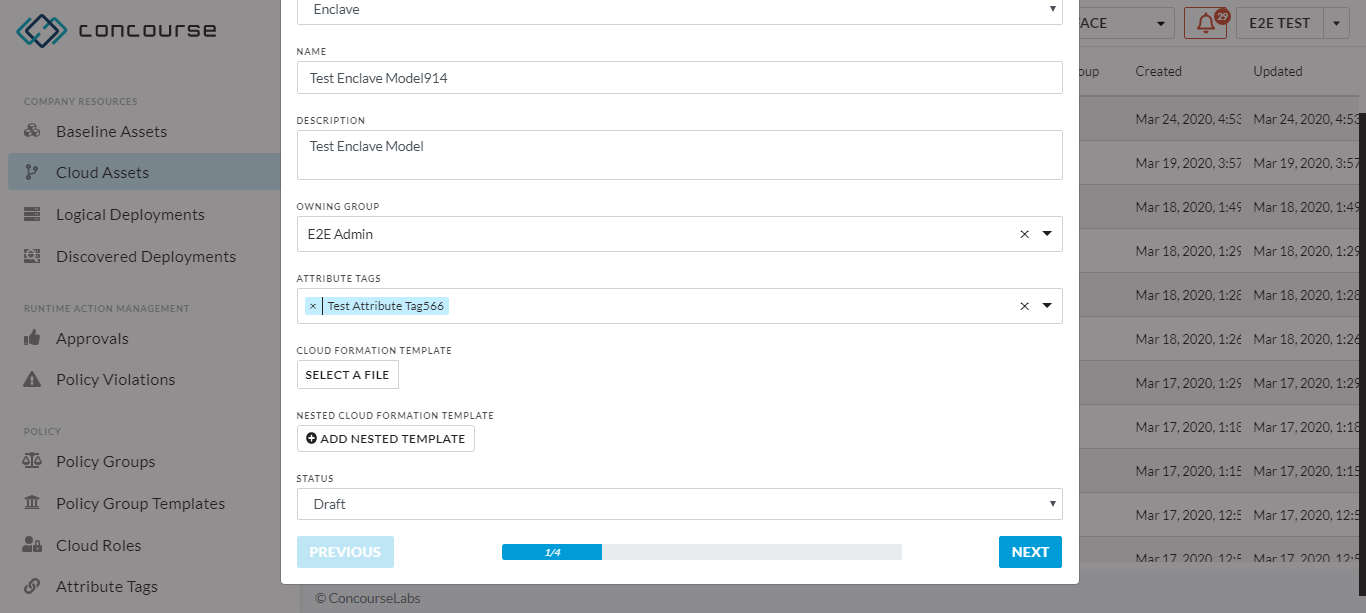 concourse
COMPANY RESOURCES
Baseline Assets
Cloud Assets
Logical Deployments
Discovered Deployments
RUNTIME ACTION MANAGEMENT
Approvals
Policy Violations
POLICY
Policy Groups
Policy Group Templates
Cloud Roles
Attribute Tags
Enclave
NAME
Test Enclave Model914
DESCRIPTION
Test Enclave Model
OWNING GROUP
E2E Admin
ATTRIBUTE TAGS
× Test Attribute Tag566
CLOUD FORMATION TEMPLATE
SELECT A FILE
NESTED CLOUD FORMATION TEMPLATE
ADD NESTED TEMPLATE
STATUS
Draft
PREVIOUS 1/4 NEXT
29 E2E TEST
Created Updated
Mar 24, 2020, 4:53 Mar 24, 2020, 4:53
Mar 19, 2020, 3:57 Mar 19, 2020, 3:57
Mar 18, 2020, 1:49 Mar 18, 2020, 1:49
Mar 18, 2020, 1:29 Mar 18, 2020, 1:29
Mar 18, 2020, 1:28 Mar 18, 2020, 1:28
Mar 18, 2020, 1:26 Mar 18, 2020, 1:26
Mar 17, 2020, 1:29 Mar 17, 2020, 1:29
Mar 17, 2020, 1:18 Mar 17, 2020, 1:18
Mar 17, 2020, 1:15 Mar 17, 2020, 1:15
Mar 17, 2020, 12:5 Mar 17, 2020, 12:5
Mar 17, 2020, 12:5 Mar 17, 2020, 12:5
© ConcourseLabs